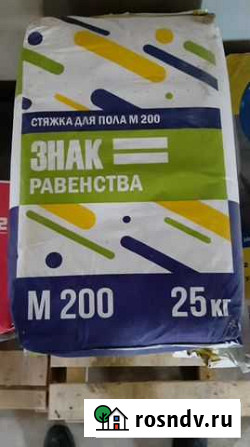 СТЯЖКА ДЛЯ ПОЛА М 200
ЗНАК =
РАВЕНСТВА
М 200 25 кг
rosndv.ru